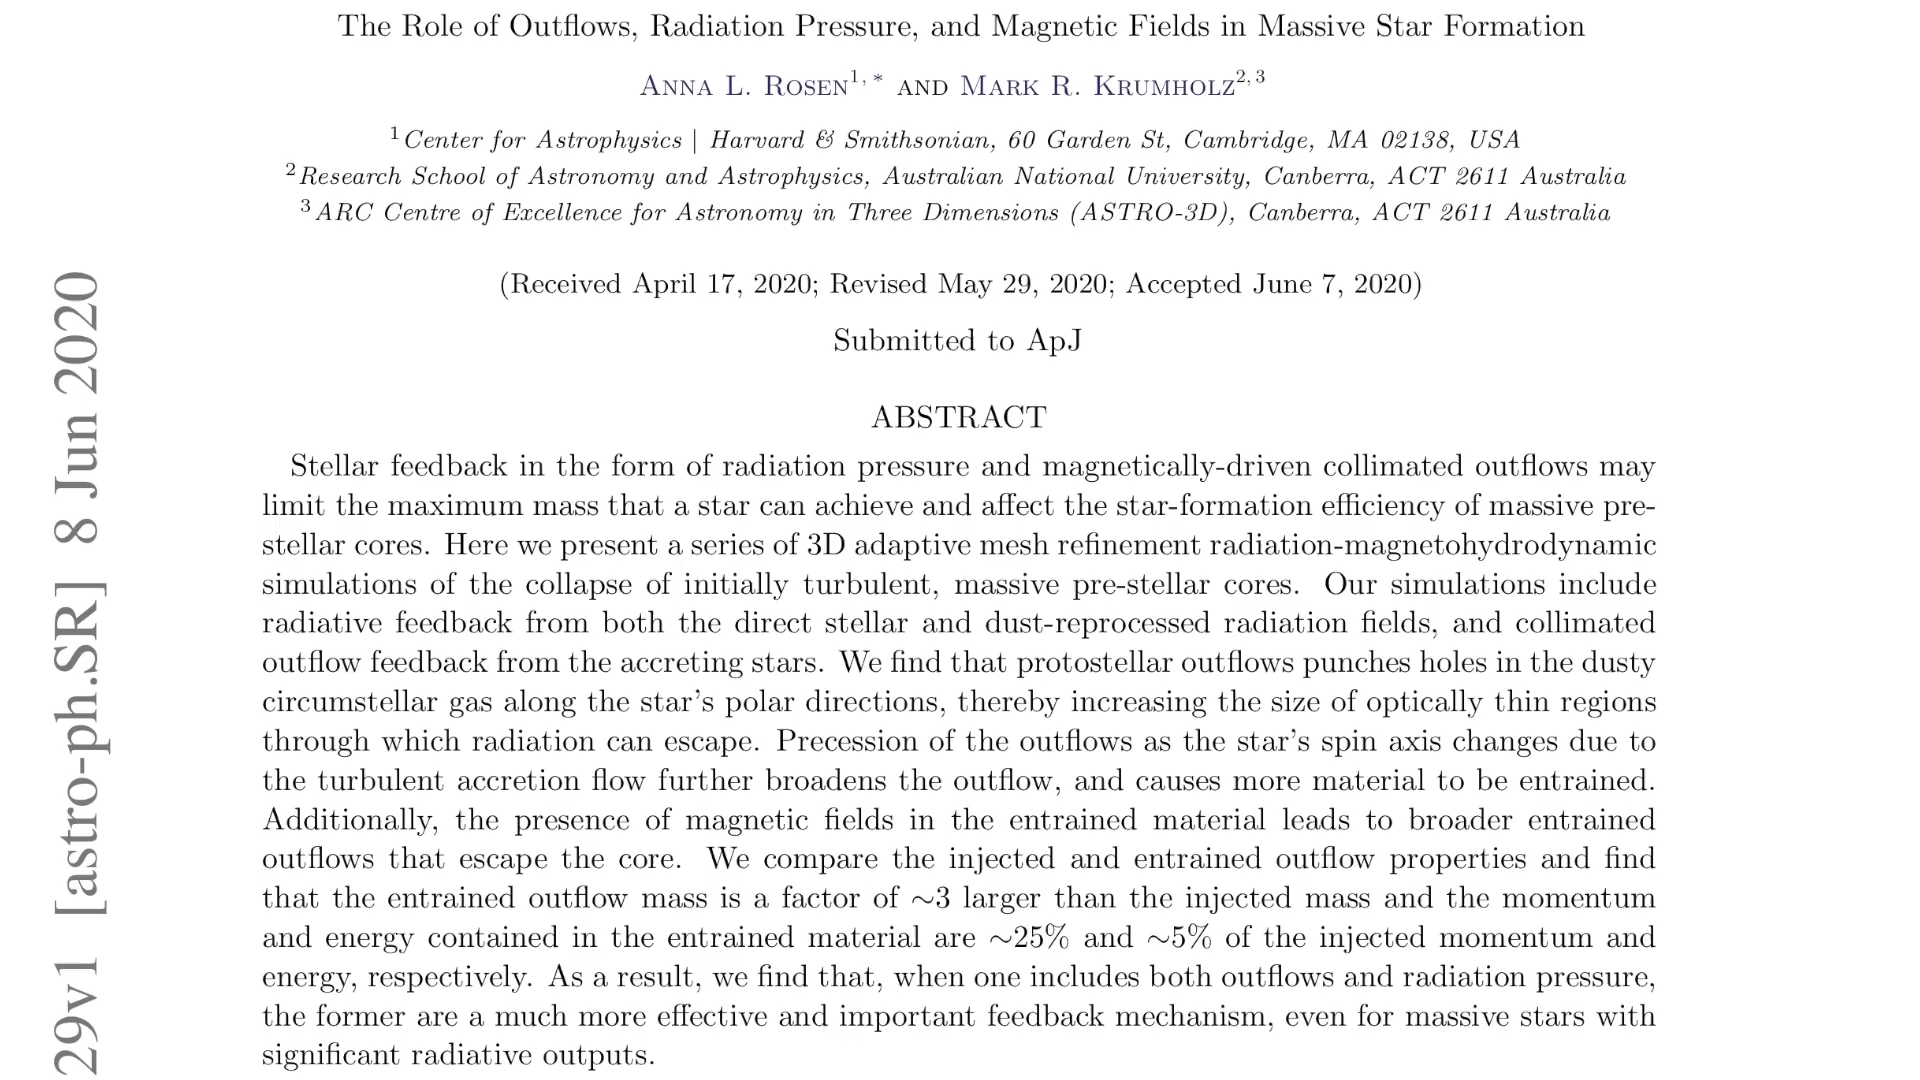 The Role of Outflows, Radiation Pressure, and Magnetic Fields in Massive Star Formation
Anna L. Rosen1, * and Mark R. Krumholz2, 3
1Center for Astrophysics | Harvard & Smithsonian, 60 Garden St, Cambridge, MA 02138, USA
2Research School of Astronomy and Astrophysics, Australian National University, Canberra, ACT 2611 Australia
3ARC Centre of Excellence for Astronomy in Three Dimensions (ASTRO-3D), Canberra, ACT 2611 Australia
(Received April 17, 2020; Revised May 29, 2020; Accepted June 7, 2020)
Submitted to ApJ
ABSTRACT
Stellar feedback in the form of radiation pressure and magnetically-driven collimated outflows may
limit the maximum mass that a star can achieve and affect the star-formation efficiency of massive pre-
stellar cores. Here we present a series of 3D adaptive mesh refinement radiation-magnetohydrodynamic
simulations of the collapse of initially turbulent, massive pre-stellar cores. Our simulations include
radiative feedback from both the direct stellar and dust-reprocessed radiation fields, and collimated
outflow feedback from the accreting stars. We find that protostellar outflows punches holes in the dusty
circumstellar gas along the star's polar directions, thereby increasing the size of optically thin regions
through which radiation can escape. Precession of the outflows as the star's spin axis changes due to
the turbulent accretion flow further broadens the outflow, and causes more material to be entrained.
Additionally, the presence of magnetic fields in the entrained material leads to broader entrained
outflows that escape the core. We compare the injected and entrained outflow properties and find
that the entrained outflow mass is a factor of ~3 larger than the injected mass and the momentum
and energy contained in the entrained material are ~25% and ~5% of the injected momentum and
energy, respectively. As a result, we find that, when one includes both outflows and radiation pressure,
the former are a much more effective and important feedback mechanism, even for massive stars with
significant radiative outputs.
29v1 [astro-ph.SR] 8 Jun 2020